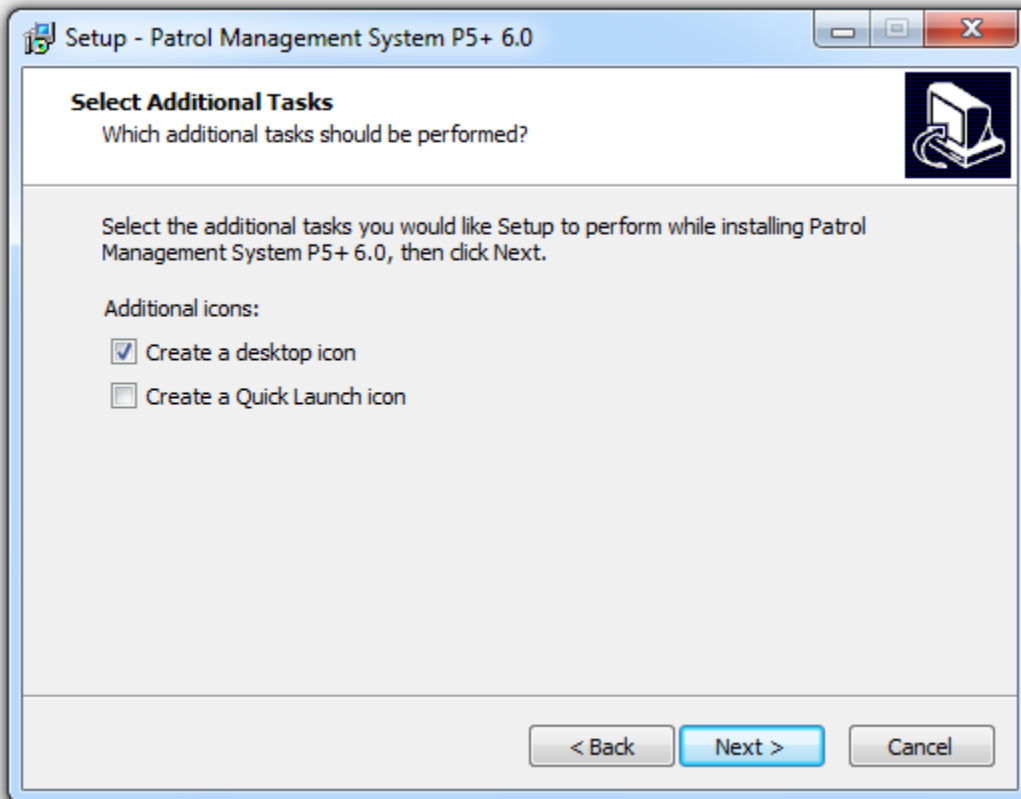 Setup - Patrol Management System P5+ 6.0
Select Additional Tasks
Which additional tasks should be performed?
Select the additional tasks you would like Setup to perform while installing Patrol
Management System P5+ 6.0, then click Next.
Additional icons:
Create a desktop icon
Create a Quick Launch icon
< Back
Next >
Cancel